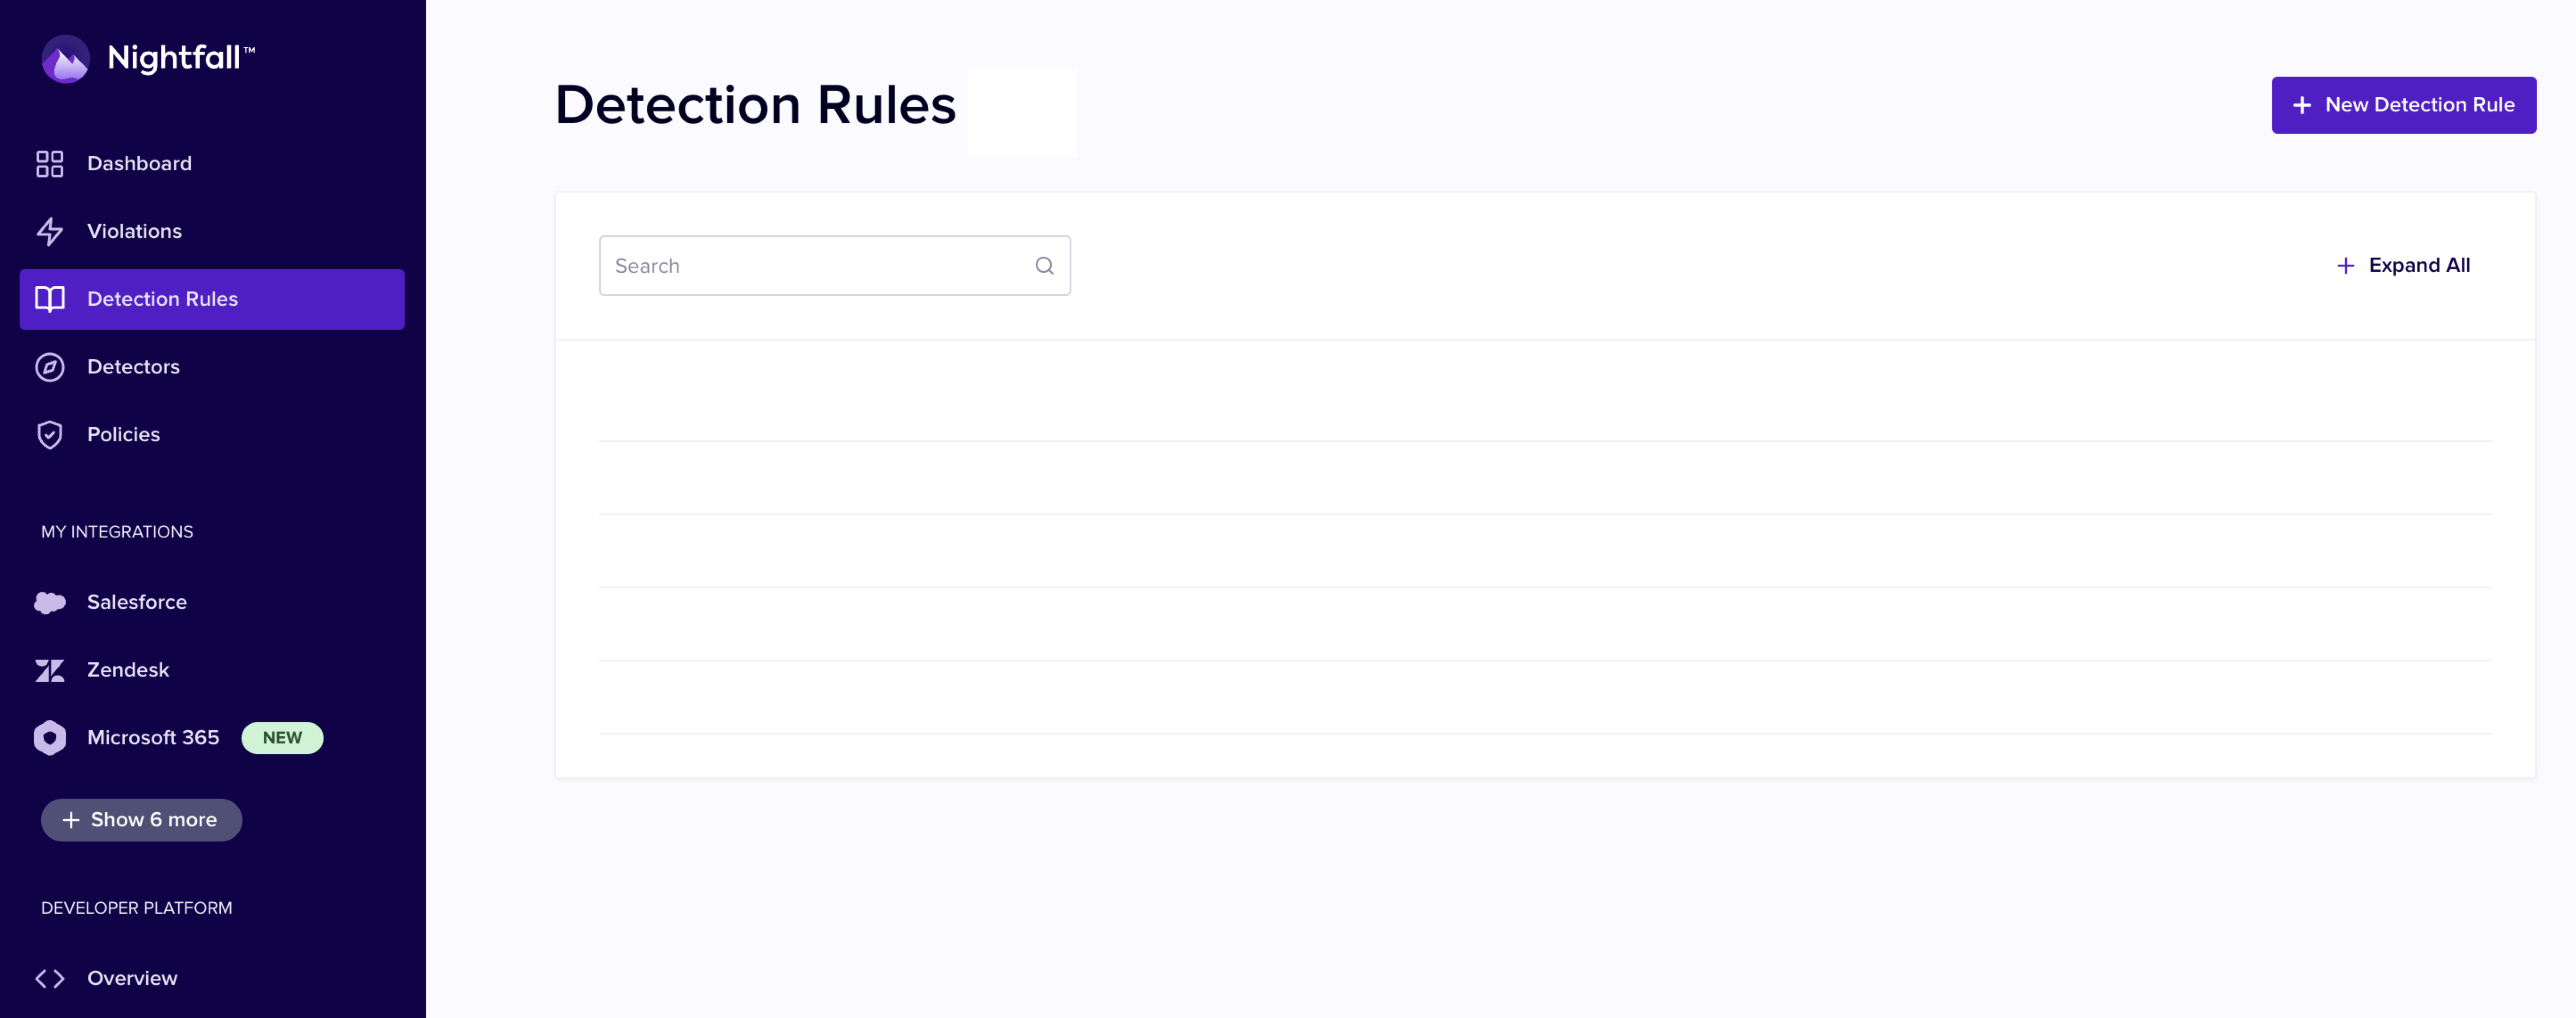 Nightfall™
Dashboard
Violations
Detection Rules
Detectors
Policies
MY INTEGRATIONS
Salesforce
Zendesk
Microsoft 365 NEW
+ Show 6 more
DEVELOPER PLATFORM
Overview
Detection Rules
+ New Detection Rule
Search
+ Expand All